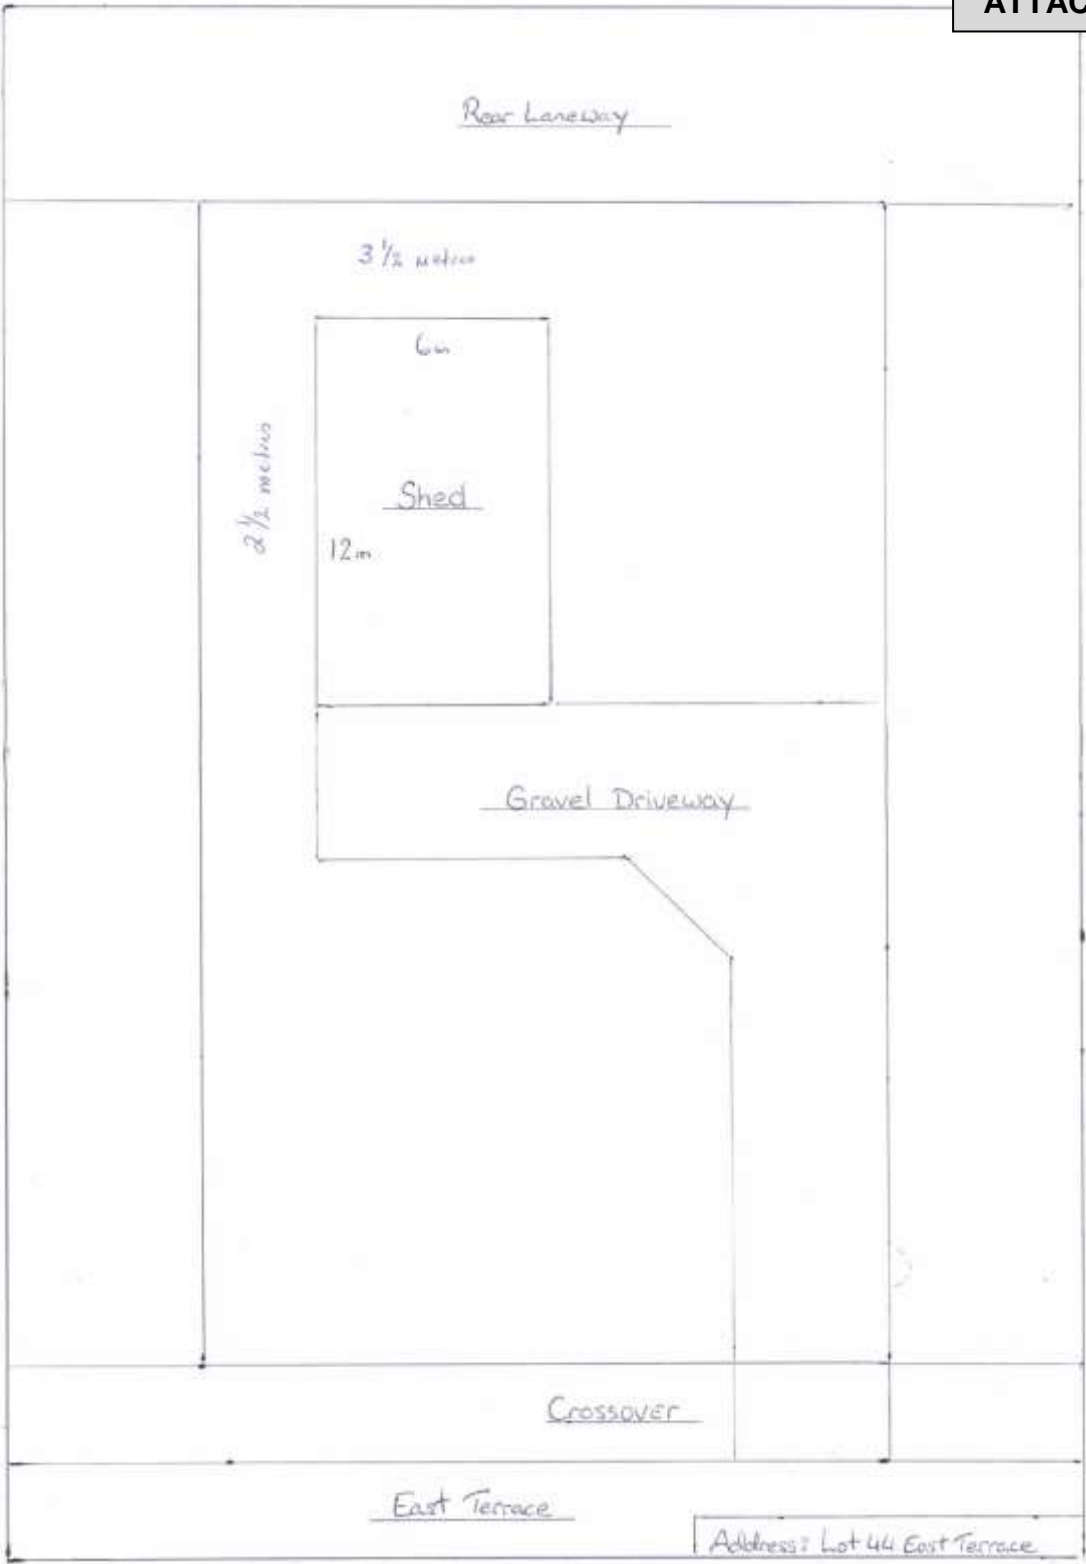 ATTAC
Rear Laneway
3 1/2 metres
6m
2 1/2 metres
Shed
12m
Gravel Driveway
Crossover
East Terrace
Address: Lot 44 East Terrace